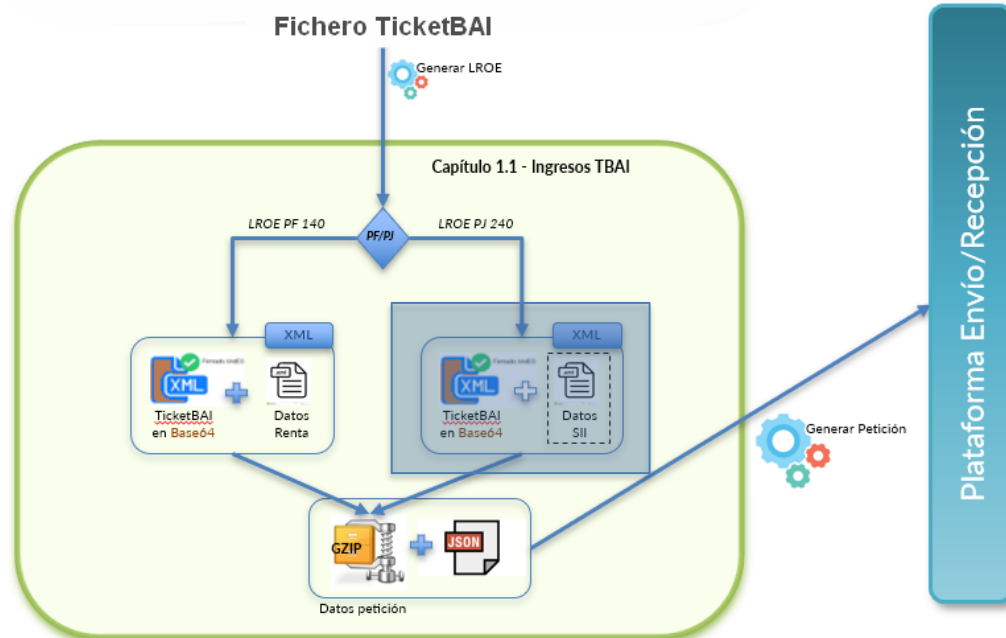 Fichero TicketBAI
Generar LROE
Capítulo 1.1 - Ingresos TBAI
LROE PF 140
LROE PJ 240
PF/PJ
XML
XML
XML
TicketBAI
en Base64
Datos
Renta
XML
TicketBAI
en Base64
Datos
SII
Generar Petición
GZIP
JSON
Datos petición
Plataforma Envío/Recepción